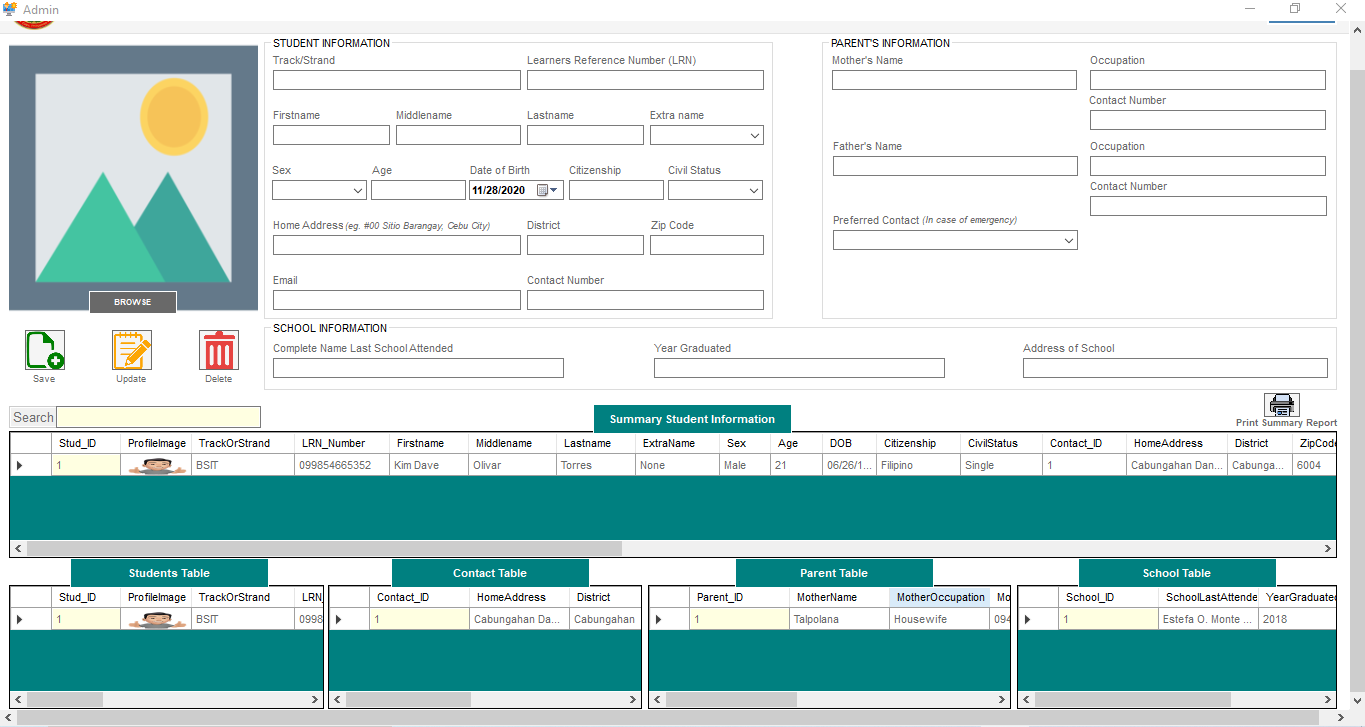 Admin
STUDENT INFORMATION
Track/Strand Learners Reference Number (LRN)
Firstname Middlename Lastname Extra name
Sex Age Date of Birth Citizenship Civil Status
11/28/2020
Home Address (eg. #00 Sitio Barangay, Cebu City) District Zip Code
Email Contact Number
PARENT'S INFORMATION
Mother's Name Occupation
Contact Number
Father's Name Occupation
Contact Number
Preferred Contact (In case of emergency)
BROWSE
Save Update Delete
SCHOOL INFORMATION
Complete Name Last School Attended Year Graduated Address of School
Search
Summary Student Information
Print Summary Report
Stud_ID ProfileImage TrackOrStrand LRN_Number Firstname Middlename Lastname ExtraName Sex Age DOB Citizenship CivilStatus Contact_ID HomeAddress District ZipCode
1 BSIT 099854665352 Kim Dave Olivar Torres None Male 21 06/26/1... Filipino Single 1 Cabungahan Dan... Cabunga... 6004
Students Table
Stud_ID ProfileImage TrackOrStrand LRN_
1 BSIT 0998
Contact Table
Contact_ID HomeAddress District
1 Cabungahan Da... Cabungahan
Parent Table
Parent_ID MotherName MotherOccupation Mo
1 Talpolana Housewife 094
School Table
School_ID SchoolLastAttende YearGraduated
1 Estefa O. Monte ... 2018